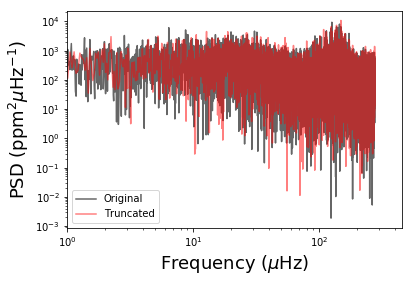 10⁴
10³
10²
10¹
10⁰
10⁻¹
10⁻²
10⁻³
PSD (ppm²μHz⁻¹)
Original
Truncated
10⁰ 10¹ 10²
Frequency (μHz)